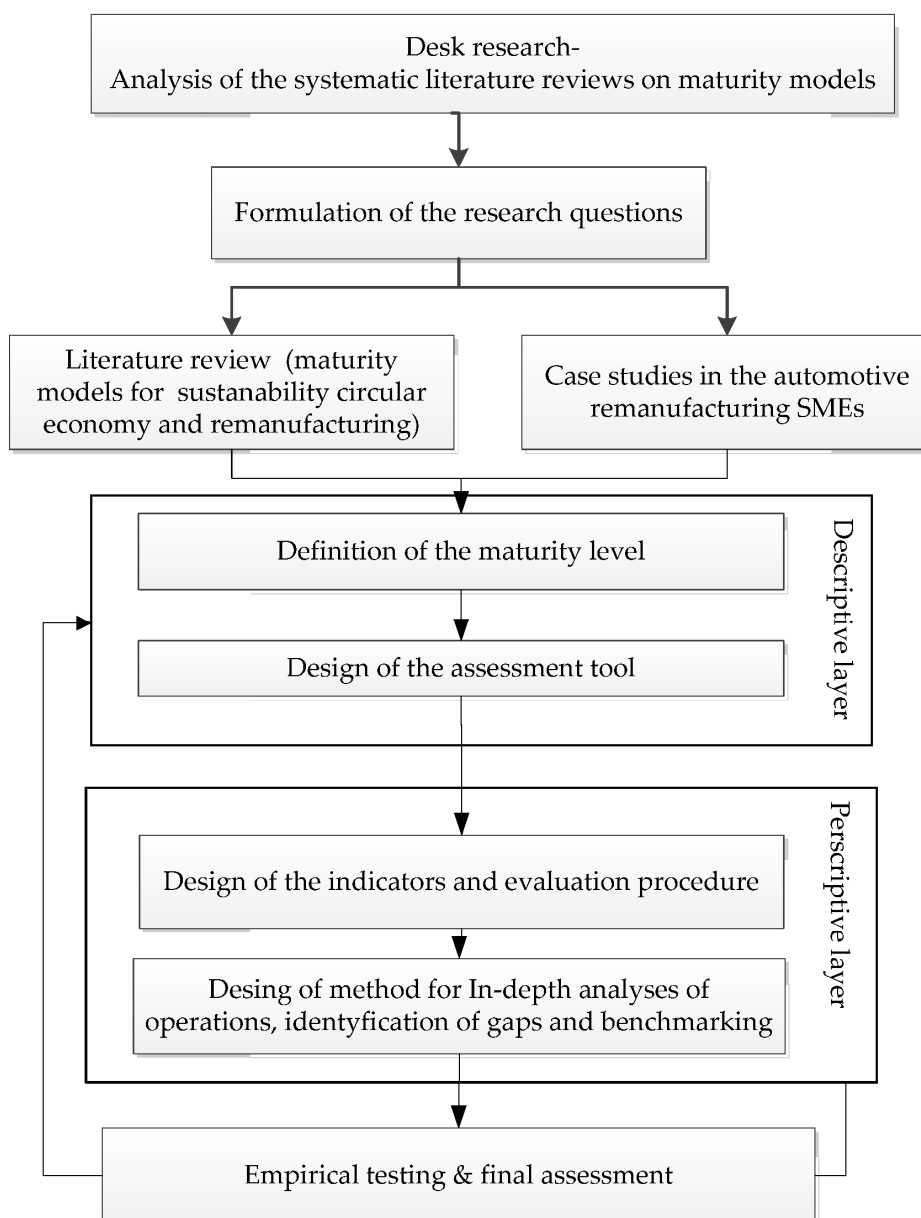 Desk research-
Analysis of the systematic literature reviews on maturity models
Formulation of the research questions
Literature review (maturity
models for sustanability circular
economy and remanufacturing)
Case studies in the automotive
remanufacturing SMEs
Definition of the maturity level
Design of the assessment tool
Descriptive layer
Design of the indicators and evaluation procedure
Desing of method for In-depth analyses of
operations, identyfication of gaps and benchmarking
Perscriptive layer
Empirical testing & final assessment